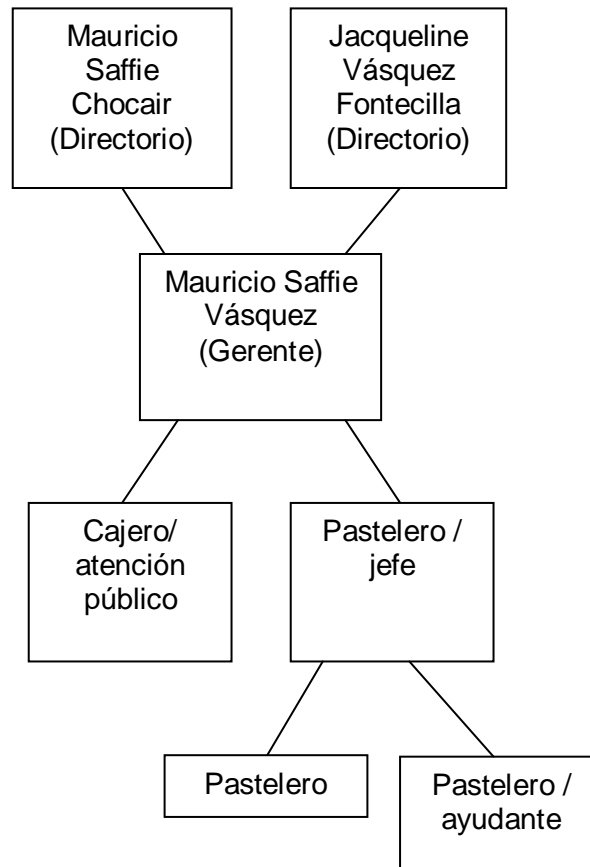 Mauricio
Saffie
Chocair
(Directorio)
Jacqueline
Vásquez
Fontecilla
(Directorio)
Mauricio Saffie
Vásquez
(Gerente)
Cajero/
atención
público
Pastelero /
jefe
Pastelero
Pastelero /
ayudante